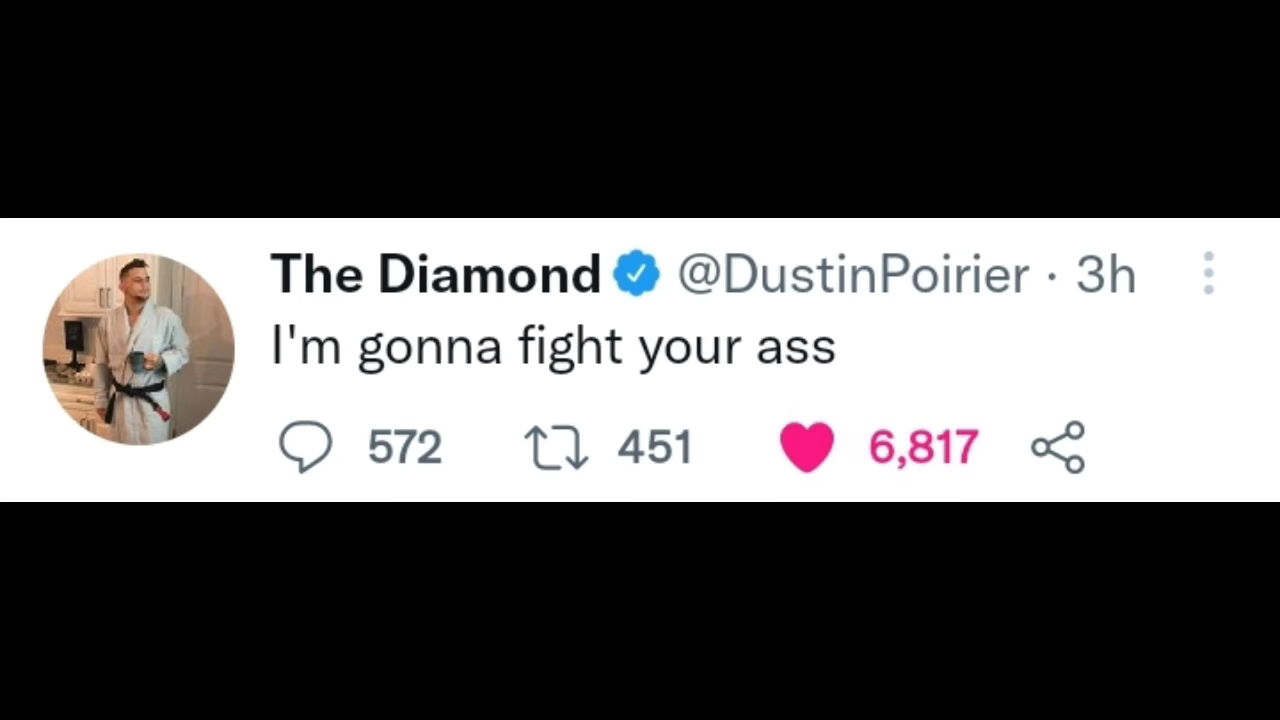 The Diamond @DustinPoirier · 3h
I'm gonna fight your ass
572 451 6,817